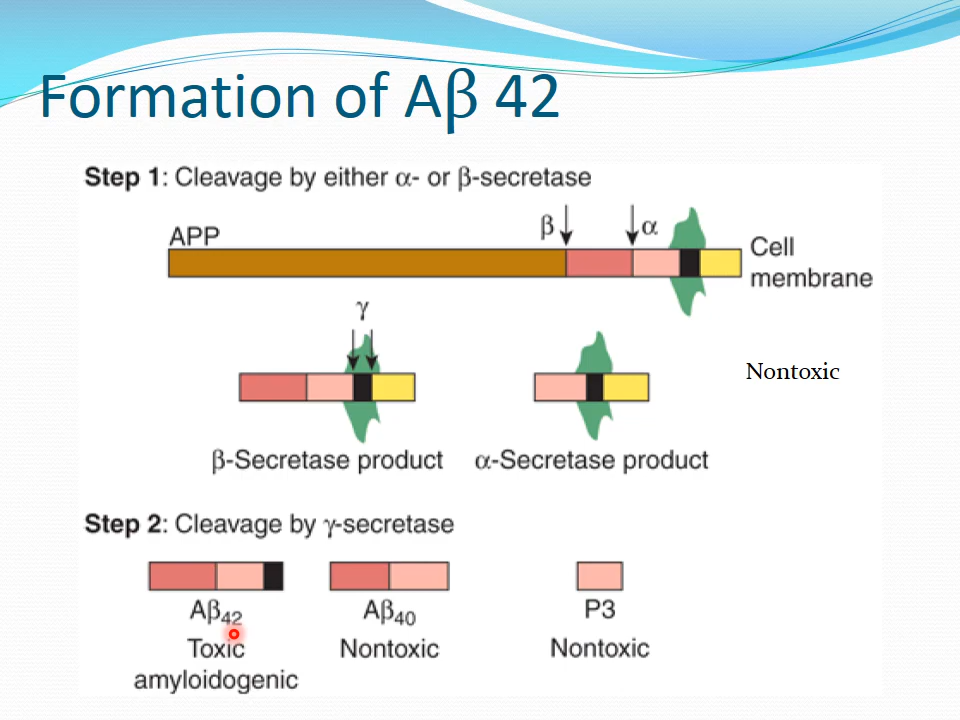 Formation of Aβ 42
Step 1: Cleavage by either α- or β-secretase
APP
β
α
Cell
membrane
γ
Nontoxic
β-Secretase product
α-Secretase product
Step 2: Cleavage by γ-secretase
Aβ42
Aβ40
P3
Toxic
Nontoxic
Nontoxic
amyloidogenic